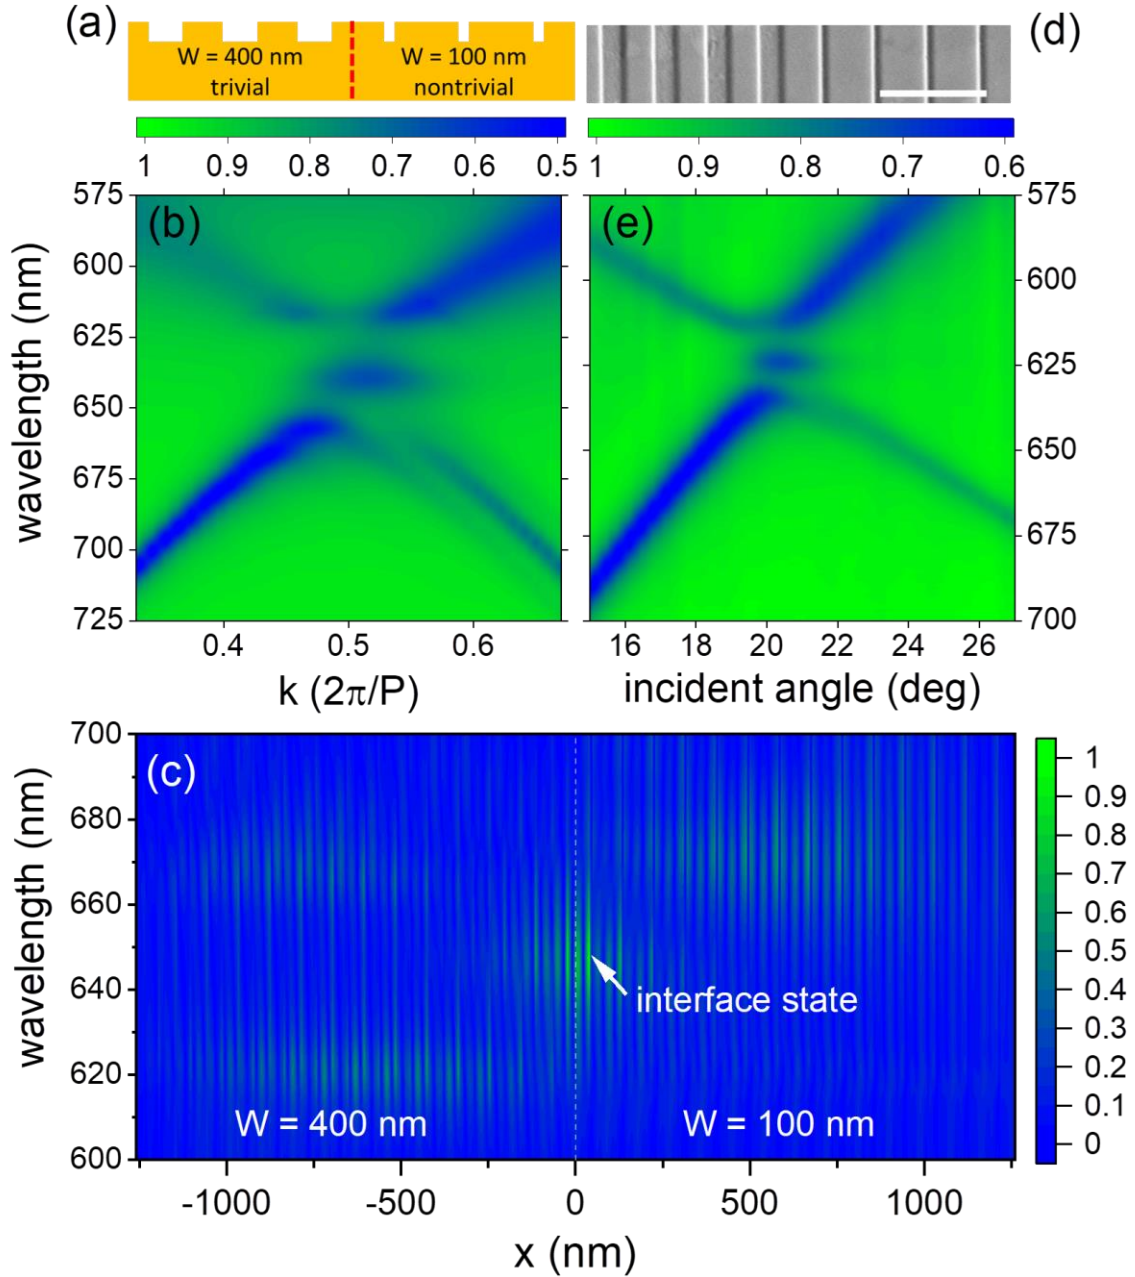 (a)
W = 400 nm
trivial
W = 100 nm
nontrivial
(d)
1 0.9 0.8 0.7 0.6 0.5
1 0.9 0.8 0.7 0.6
(b)
575
600
625
650
675
700
725
wavelength (nm)
0.4 0.5 0.6
k (2π/P)
(e)
575
600
625
650
675
700
16 18 20 22 24 26
incident angle (deg)
(c)
700
680
660
640
620
600
wavelength (nm)
interface state
W = 400 nm
W = 100 nm
-1000 -500 0 500 1000
x (nm)
1
0.9
0.8
0.7
0.6
0.5
0.4
0.3
0.2
0.1
0